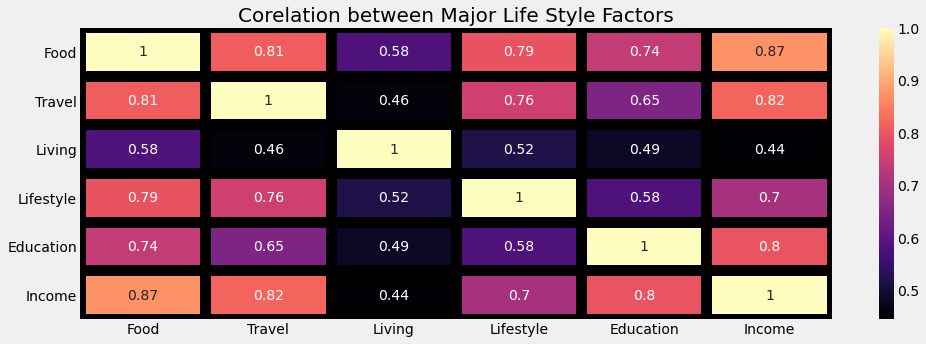 Corelation between Major Life Style Factors
Food 1 0.81 0.58 0.79 0.74 0.87
Travel 0.81 1 0.46 0.76 0.65 0.82
Living 0.58 0.46 1 0.52 0.49 0.44
Lifestyle 0.79 0.76 0.52 1 0.58 0.7
Education 0.74 0.65 0.49 0.58 1 0.8
Income 0.87 0.82 0.44 0.7 0.8 1
Food Travel Living Lifestyle Education Income
1.0
0.9
0.8
0.7
0.6
0.5